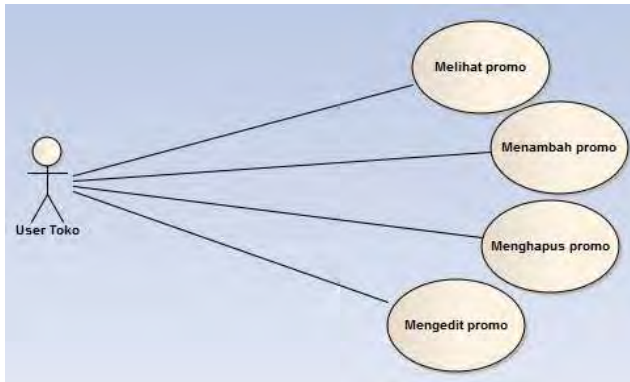 Melihat promo
Menambah promo
User Toko
Menghapus promo
Mengedit promo